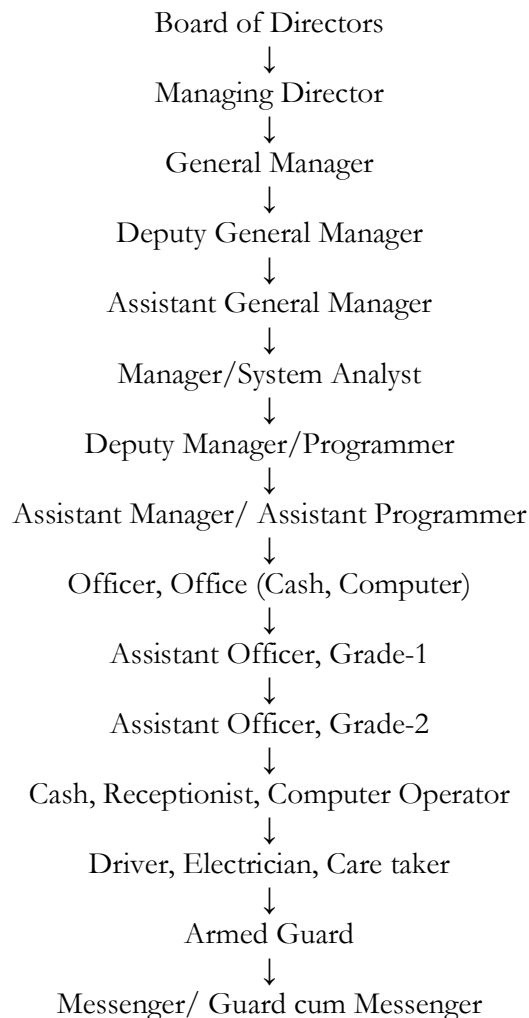 Board of Directors
↓
Managing Director
↓
General Manager
↓
Deputy General Manager
↓
Assistant General Manager
↓
Manager/System Analyst
↓
Deputy Manager/Programmer
↓
Assistant Manager/ Assistant Programmer
↓
Officer, Office (Cash, Computer)
↓
Assistant Officer, Grade-1
↓
Assistant Officer, Grade-2
↓
Cash, Receptionist, Computer Operator
↓
Driver, Electrician, Care taker
↓
Armed Guard
↓
Messenger/ Guard cum Messenger